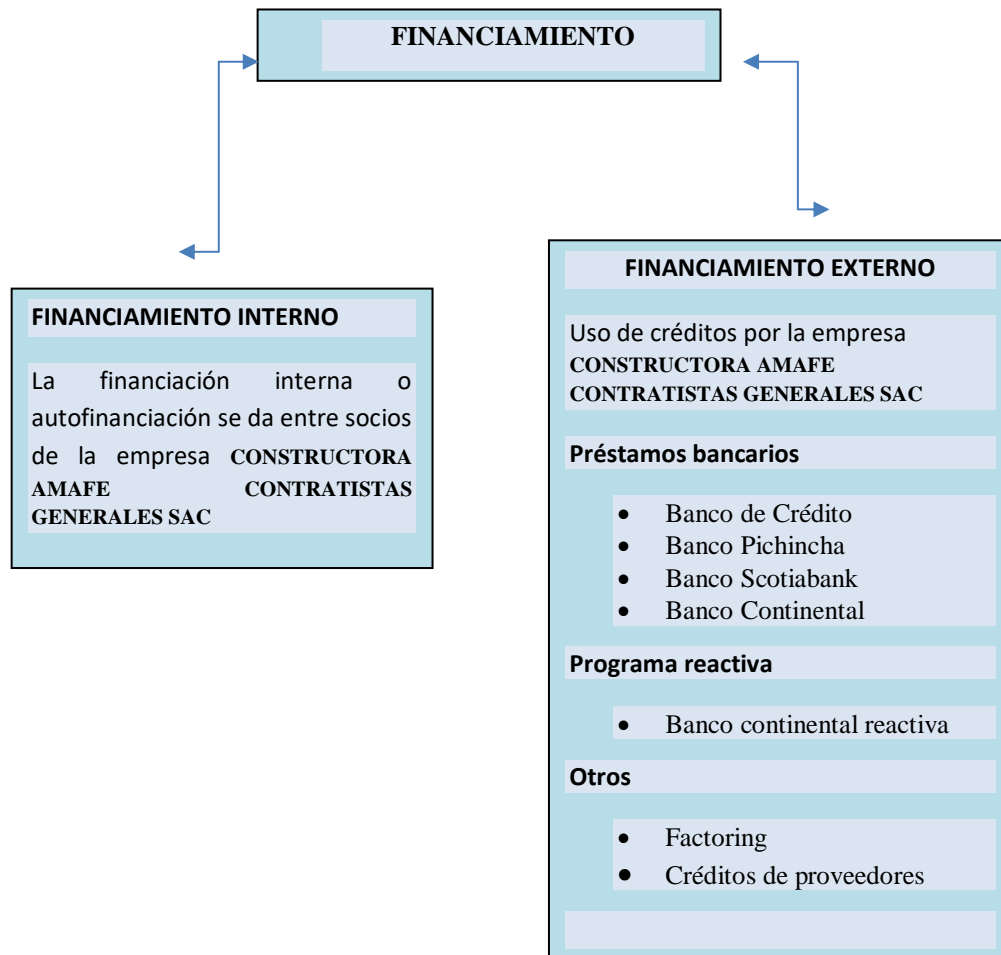 FINANCIAMIENTO
FINANCIAMIENTO INTERNO
La financiación interna o
autofinanciación se da entre socios
de la empresa CONSTRUCTORA
AMAFE CONTRATISTAS
GENERALES SAC
FINANCIAMIENTO EXTERNO
Uso de créditos por la empresa
CONSTRUCTORA AMAFE
CONTRATISTAS GENERALES SAC
Préstamos bancarios
• Banco de Crédito
• Banco Pichincha
• Banco Scotiabank
• Banco Continental
Programa reactiva
• Banco continental reactiva
Otros
• Factoring
• Créditos de proveedores